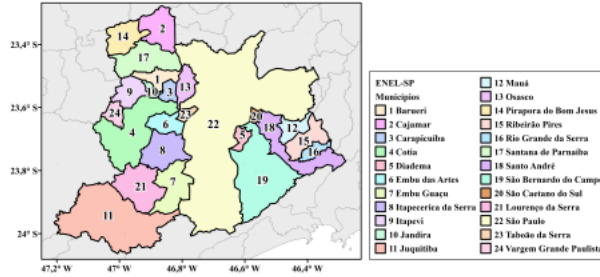 23,4°
23,6°
23,8°
24° S
47,2° W
47°
46,8°
46,6°
46,4°
14
2
17
1
9
10
3
13
24
23
4
6
22
20
5
18
12
15
16
8
7
21
19
11
ENEL-SP
Municípios
1 Barueri
2 Cajamar
3 Carapicuíba
4 Cotia
5 Diadema
6 Embu das Artes
7 Embu Guaçu
8 Itapecerica da Serra
9 Itapevi
10 Jandira
11 Juquitiba
12 Mauá
13 Osasco
14 Pirapora do Bom Jesus
15 Ribeirão Pires
16 Rio Grande da Serra
17 Santana de Parnaíba
18 Santo André
19 São Bernardo do Campo
20 São Caetano do Sul
21 Lourenço da Serra
22 São Paulo
23 Taboão da Serra
24 Vargem Grande Paulista